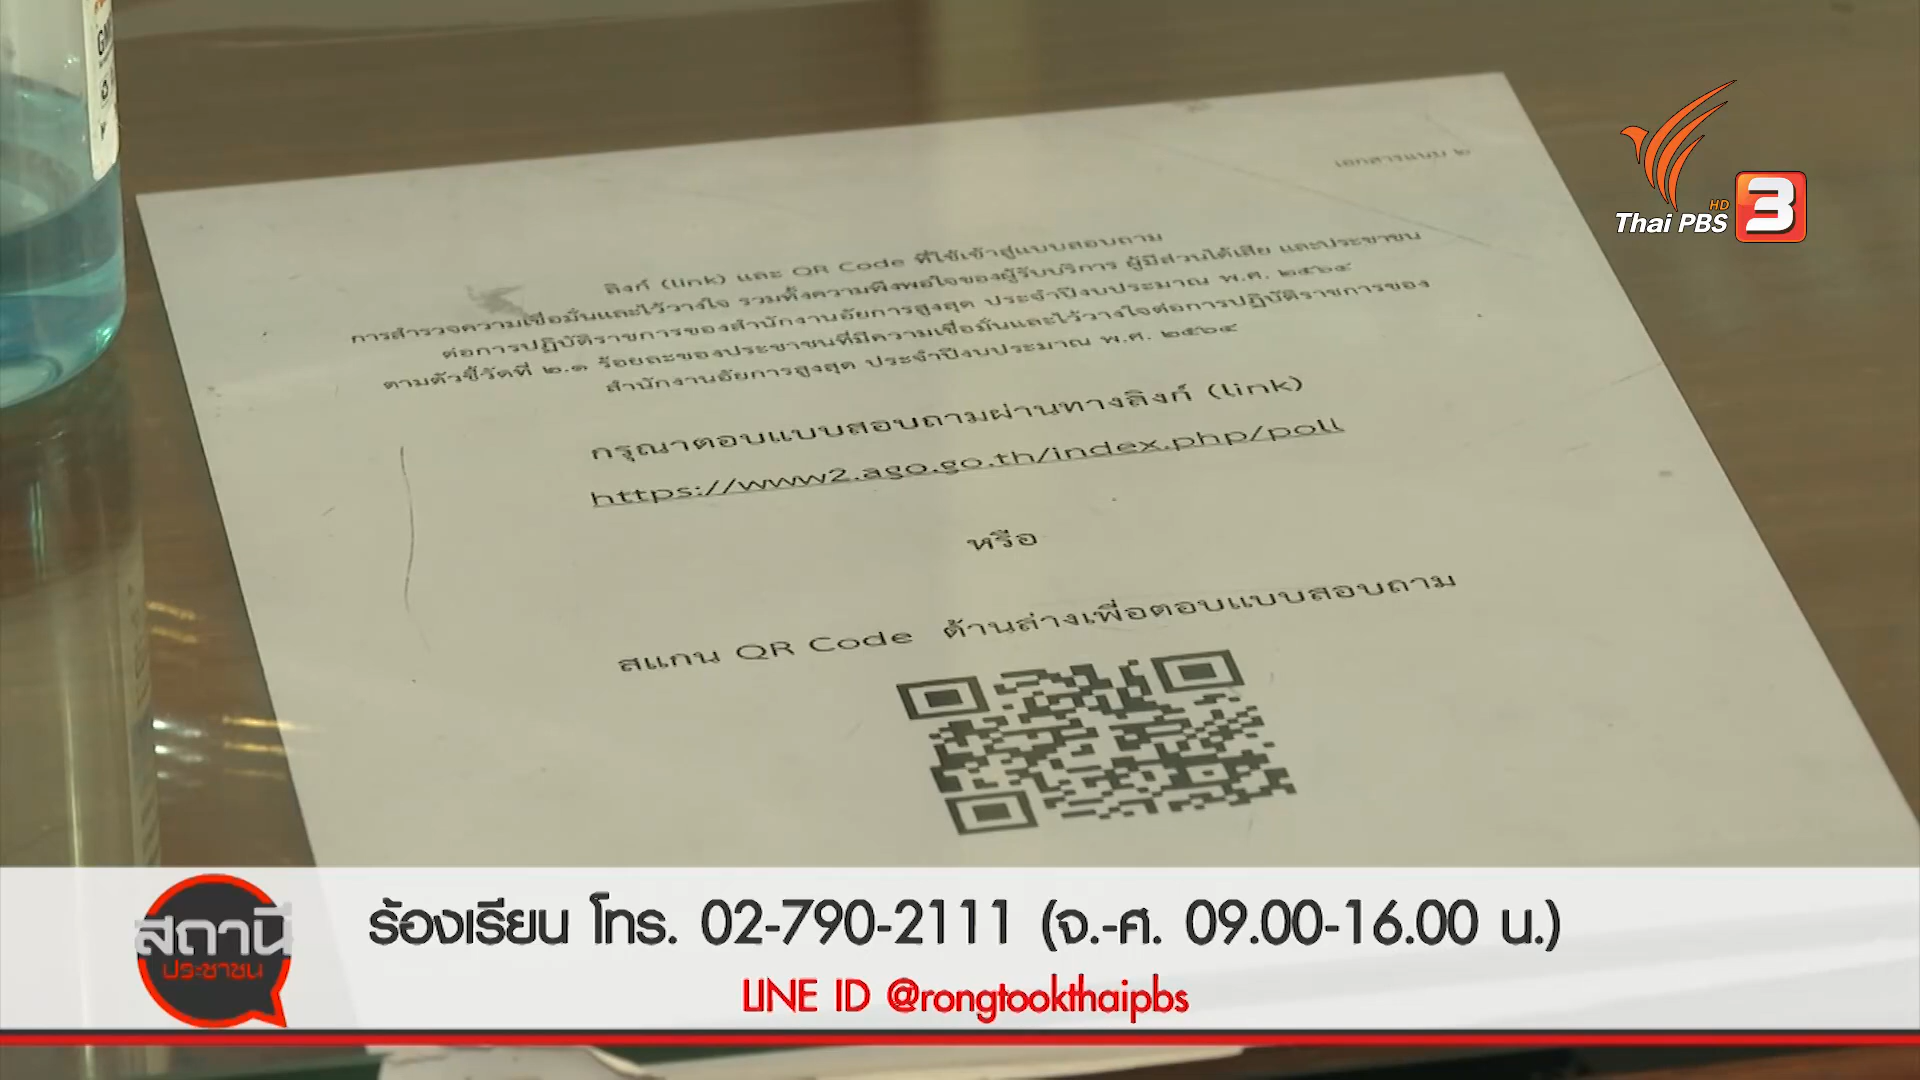 GM
เอกสารแนบ ๒
HD
Thai PBS 3
ลิงก์ (link) และ QR Code ที่ใช้เข้าสู่แบบสอบถาม
การสำรวจความเชื่อมั่นและไว้วางใจ รวมทั้งความพึงพอใจของผู้รับบริการ ผู้มีส่วนได้เสีย และประชาชน
ต่อการปฏิบัติราชการของสำนักงานอัยการสูงสุด ประจำปีงบประมาณ พ.ศ. ๒๕๖๔
ตามตัวชี้วัดที่ ๒.๑ ร้อยละของประชาชนที่มีความเชื่อมั่นและไว้วางใจต่อการปฏิบัติราชการของ
สำนักงานอัยการสูงสุด ประจำปีงบประมาณ พ.ศ. ๒๕๖๔
กรุณาตอบแบบสอบถามผ่านทางลิงก์ (link)
https://www2.ago.go.th/index.php/poll
หรือ
สแกน QR Code ด้านล่างเพื่อตอบแบบสอบถาม
สถานี
ประชาชน
ร้องเรียน โทร. 02-790-2111 (จ.-ศ. 09.00-16.00 น.)
LINE ID @rongtookthaipbs